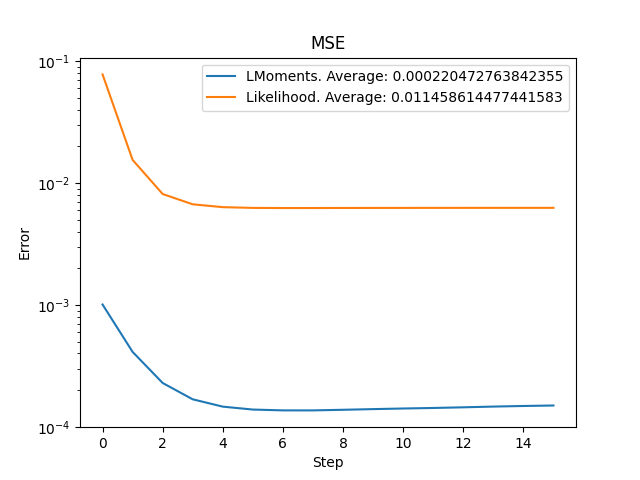 MSE
LMoments. Average: 0.000220472763842355
Likelihood. Average: 0.011458614477441583
Error
10⁻¹
10⁻²
10⁻³
10⁻⁴
0 2 4 6 8 10 12 14
Step